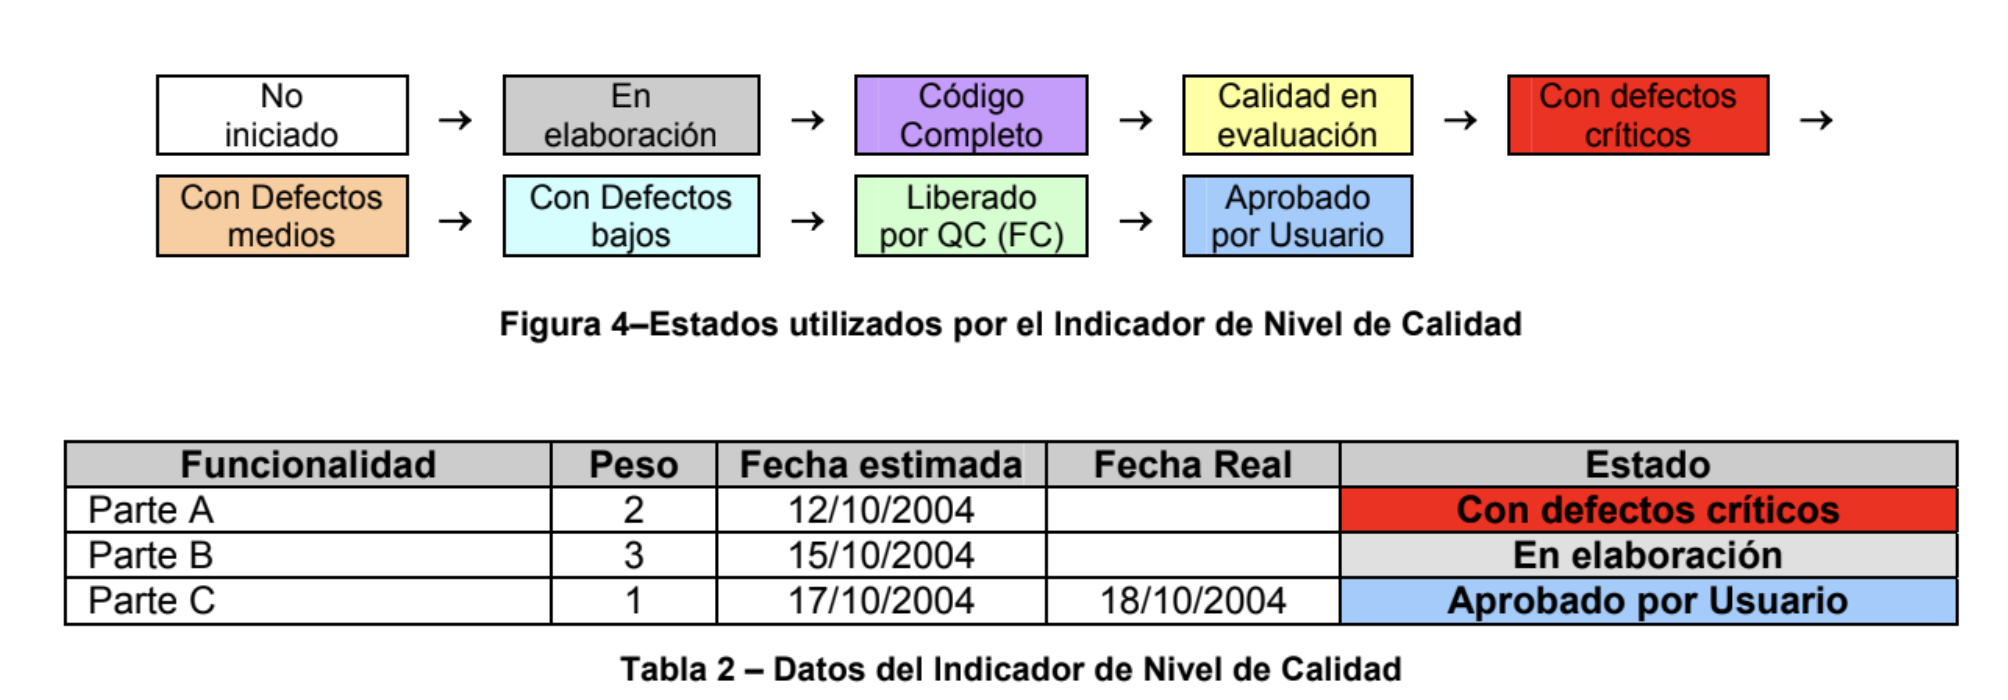 No
iniciado
→
En
elaboración
→
Código
Completo
→
Calidad en
evaluación
→
Con defectos
críticos
→
Con Defectos
medios
→
Con Defectos
bajos
→
Liberado
por QC (FC)
→
Aprobado
por Usuario
Figura 4–Estados utilizados por el Indicador de Nivel de Calidad
Funcionalidad Peso Fecha estimada Fecha Real Estado
Parte A 2 12/10/2004 Con defectos críticos
Parte B 3 15/10/2004 En elaboración
Parte C 1 17/10/2004 18/10/2004 Aprobado por Usuario
Tabla 2 – Datos del Indicador de Nivel de Calidad